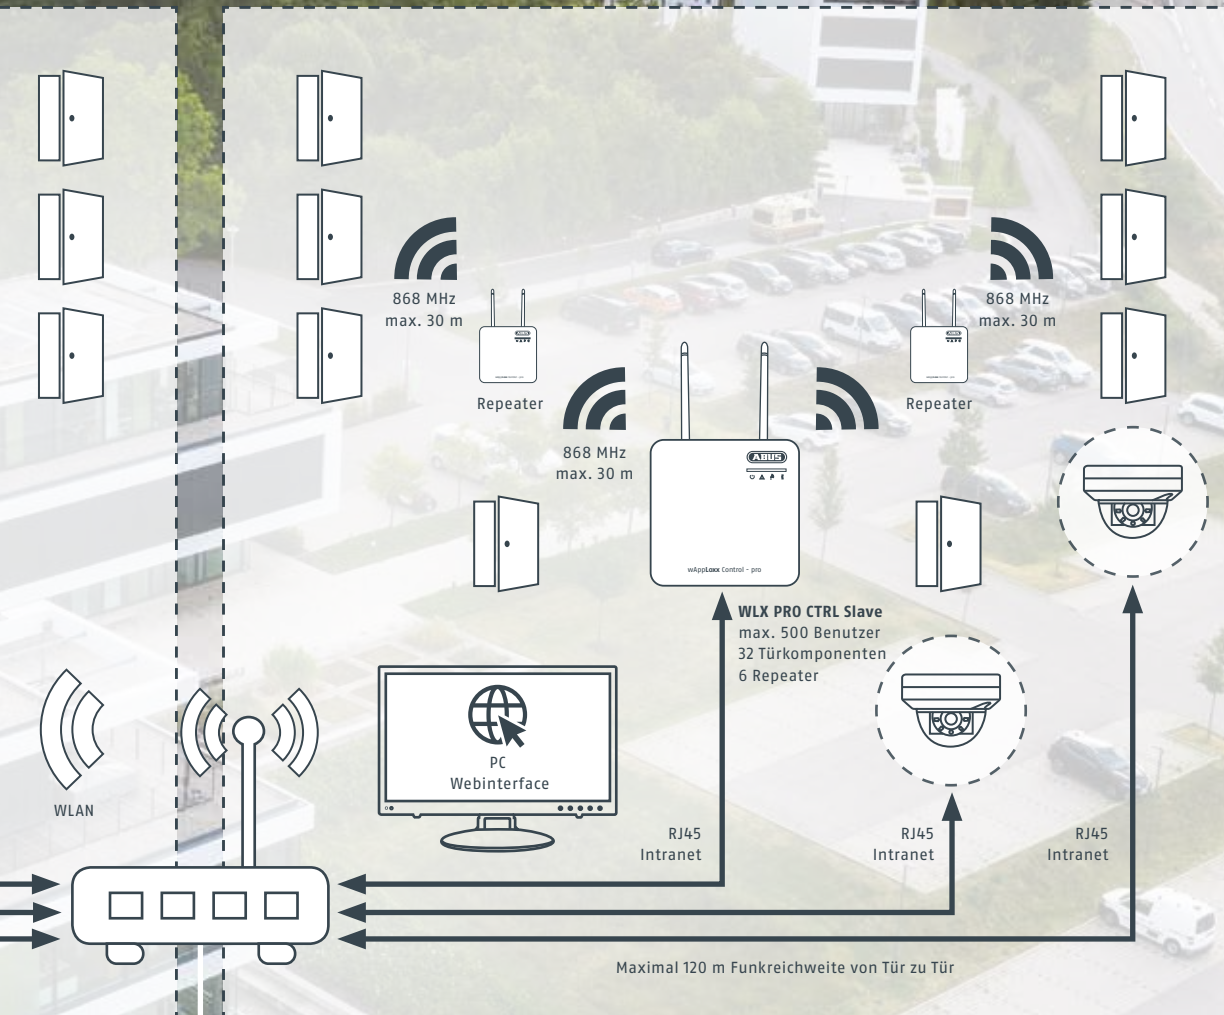 868 MHz
max. 30 m
868 MHz
max. 30 m
ABUS
Repeater
ABUS
Repeater
868 MHz
max. 30 m
ABUS
wAppLoxx Control - pro
WLX PRO CTRL Slave
max. 500 Benutzer
32 Türkomponenten
6 Repeater
PC
Webinterface
WLAN
RJ45
Intranet
RJ45
Intranet
RJ45
Intranet
Maximal 120 m Funkreichweite von Tür zu Tür